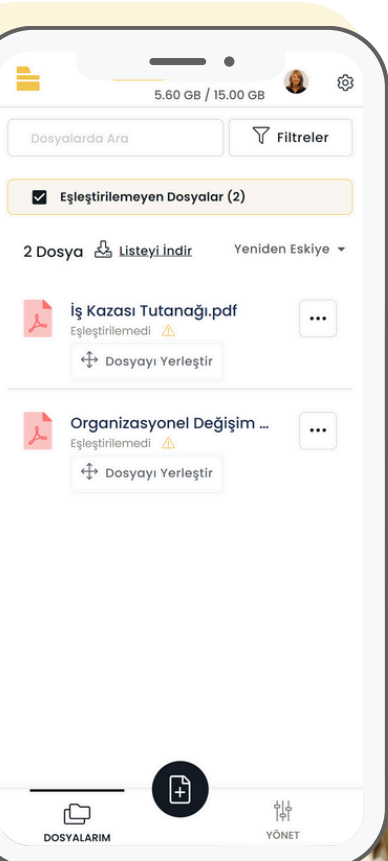 5.60 GB / 15.00 GB
Dosyalarda Ara
Filtreler
Eşleştirilemeyen Dosyalar (2)
2 Dosya Listeyi İndir Yeniden Eskiye
İş Kazası Tutanağı.pdf
Eşleştirilemedi
Dosyayı Yerleştir
Organizasyonel Değişim ...
Eşleştirilemedi
Dosyayı Yerleştir
DOSYALARIM
YÖNET